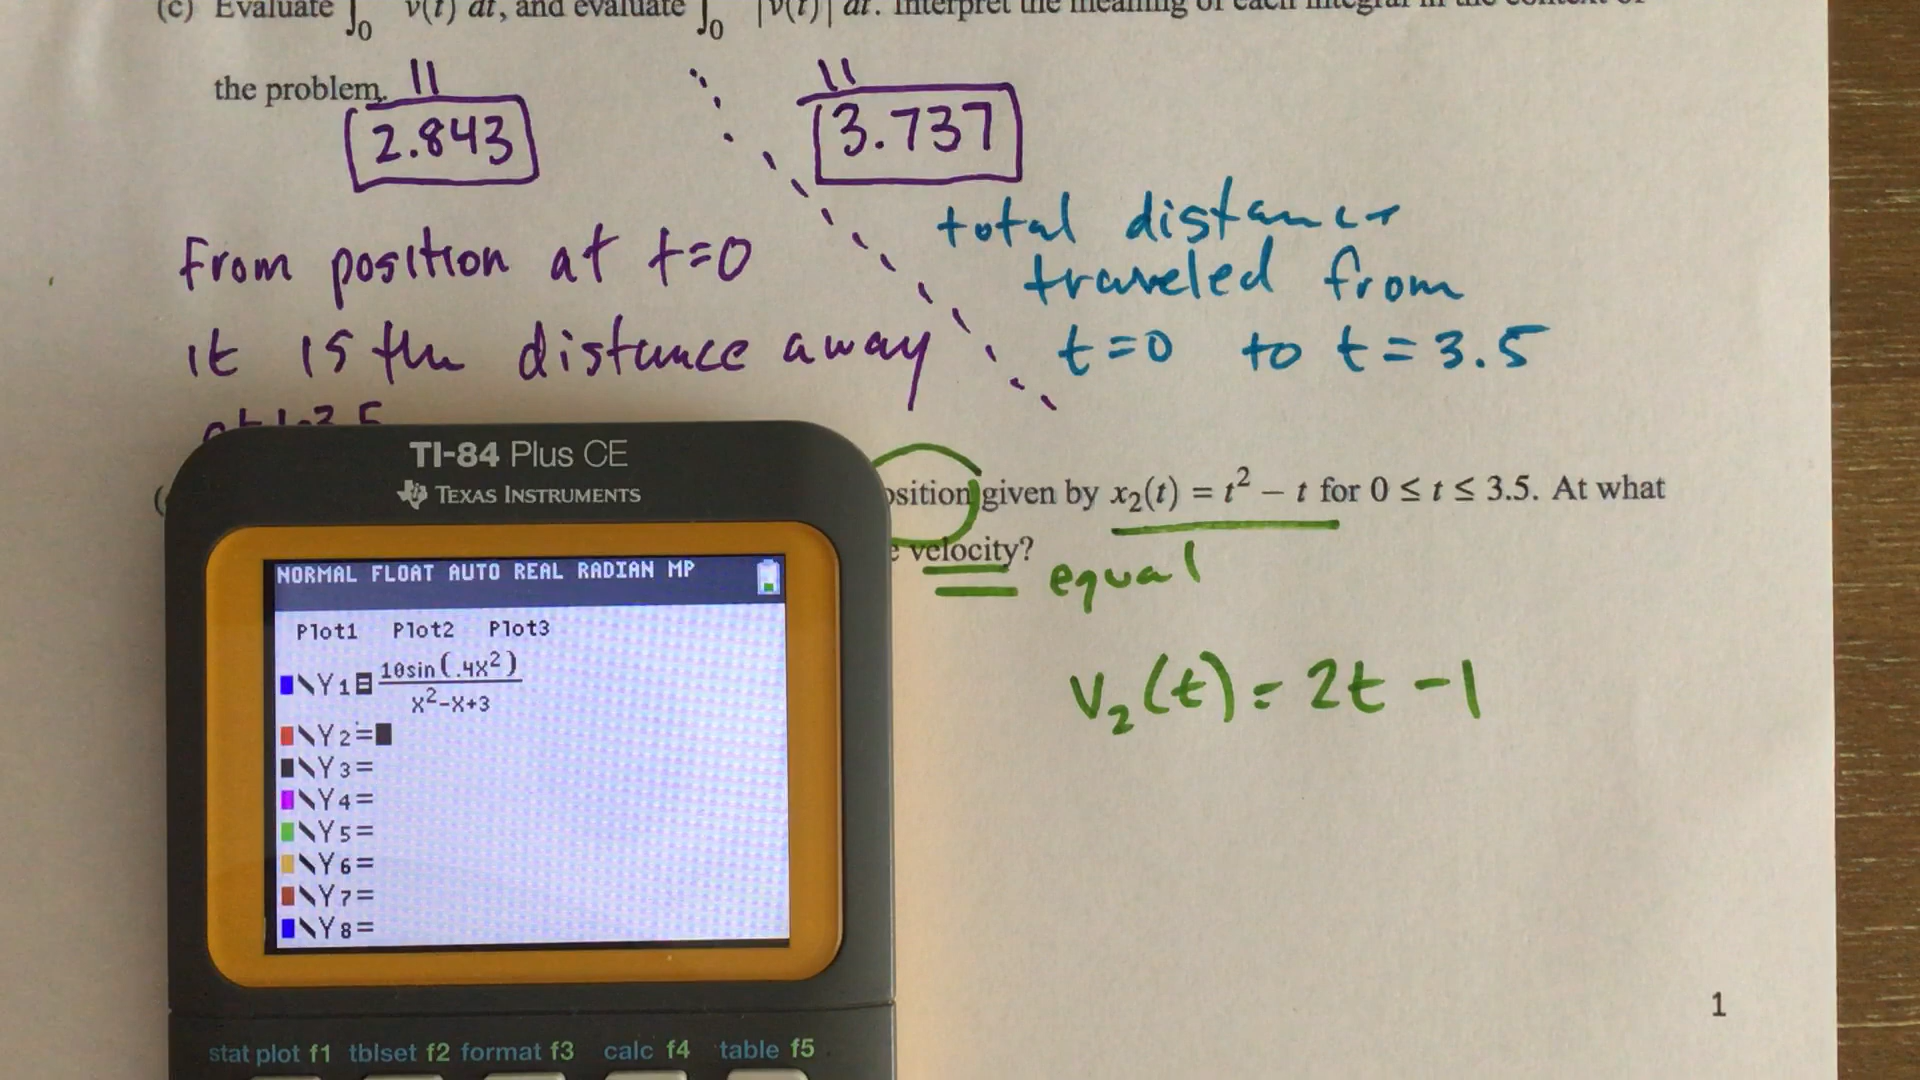 (c) Evaluate ∫₀ v(t) dt, and evaluate ∫₀ |v(t)| dt. Interpret the meaning of each integral in the context of
the problem.
2.843
3.737
From position at t=0
it is the distance away
at t=3.5
total distance
traveled from
t=0 to t=3.5
position given by x₂(t) = t² − t for 0 ≤ t ≤ 3.5. At what
velocity?
equal
V₂(t) = 2t - 1
TI-84 Plus CE
TEXAS INSTRUMENTS
NORMAL FLOAT AUTO REAL RADIAN MP
Plot1 Plot2 Plot3
\Y1=10sin(.4X²)
X²-X+3
\Y2=
\Y3=
\Y4=
\Y5=
\Y6=
\Y7=
\Y8=
stat plot f1 tblset f2 format f3 calc f4 table f5
1